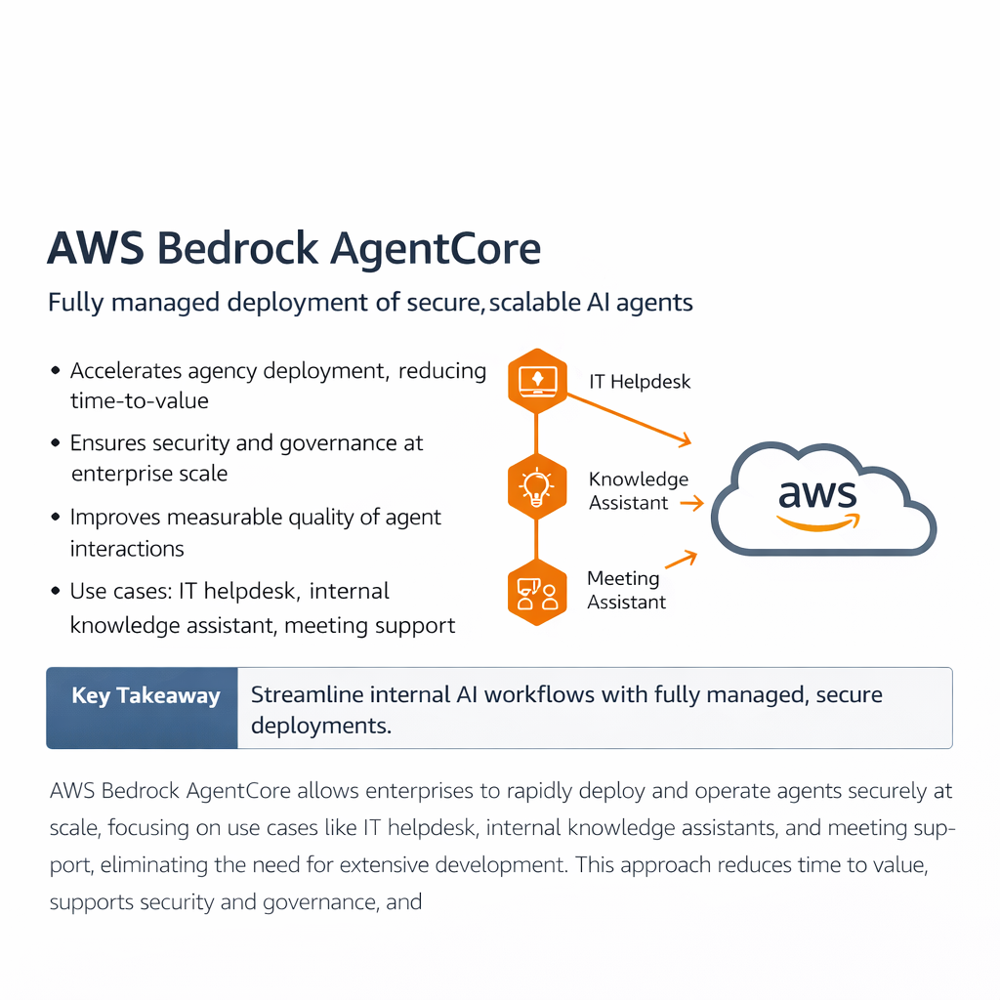 AWS Bedrock AgentCore
Fully managed deployment of secure, scalable AI agents
• Accelerates agency deployment, reducing
time-to-value
• Ensures security and governance at
enterprise scale
• Improves measurable quality of agent
interactions
• Use cases: IT helpdesk, internal
knowledge assistant, meeting support
IT Helpdesk
Knowledge
Assistant
Meeting
Assistant
aws
Key Takeaway
Streamline internal AI workflows with fully managed, secure
deployments.
AWS Bedrock AgentCore allows enterprises to rapidly deploy and operate agents securely at
scale, focusing on use cases like IT helpdesk, internal knowledge assistants, and meeting sup-
port, eliminating the need for extensive development. This approach reduces time to value,
supports security and governance, and